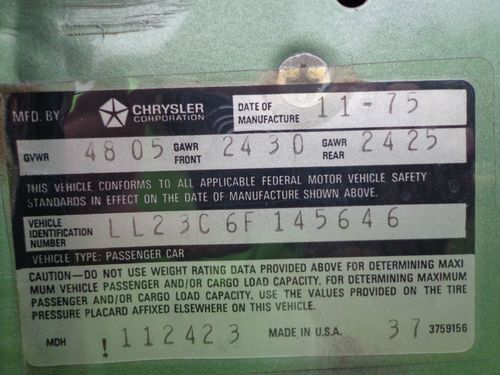 MFD. BY CHRYSLER CORPORATION DATE OF MANUFACTURE 11-75
GVWR 4805 GAWR FRONT 2430 GAWR REAR 2425
THIS VEHICLE CONFORMS TO ALL APPLICABLE FEDERAL MOTOR VEHICLE SAFETY
STANDARDS IN EFFECT ON THE DATE OF MANUFACTURE SHOWN ABOVE.
VEHICLE IDENTIFICATION NUMBER LL23C6F145646
VEHICLE TYPE: PASSENGER CAR
CAUTION—DO NOT USE WEIGHT RATING DATA PROVIDED ABOVE FOR DETERMINING MAXI
MUM VEHICLE PASSENGER AND/OR CARGO LOAD CAPACITY. FOR DETERMINING MAXIMUM
PASSENGER AND/OR CARGO LOAD CAPACITY, USE THE VALUES PROVIDED ON THE TIRE
PRESSURE PLACARD AFFIXED ELSEWHERE ON THIS VEHICLE.
MDH ! 112423 MADE IN U.S.A. 37 3759156